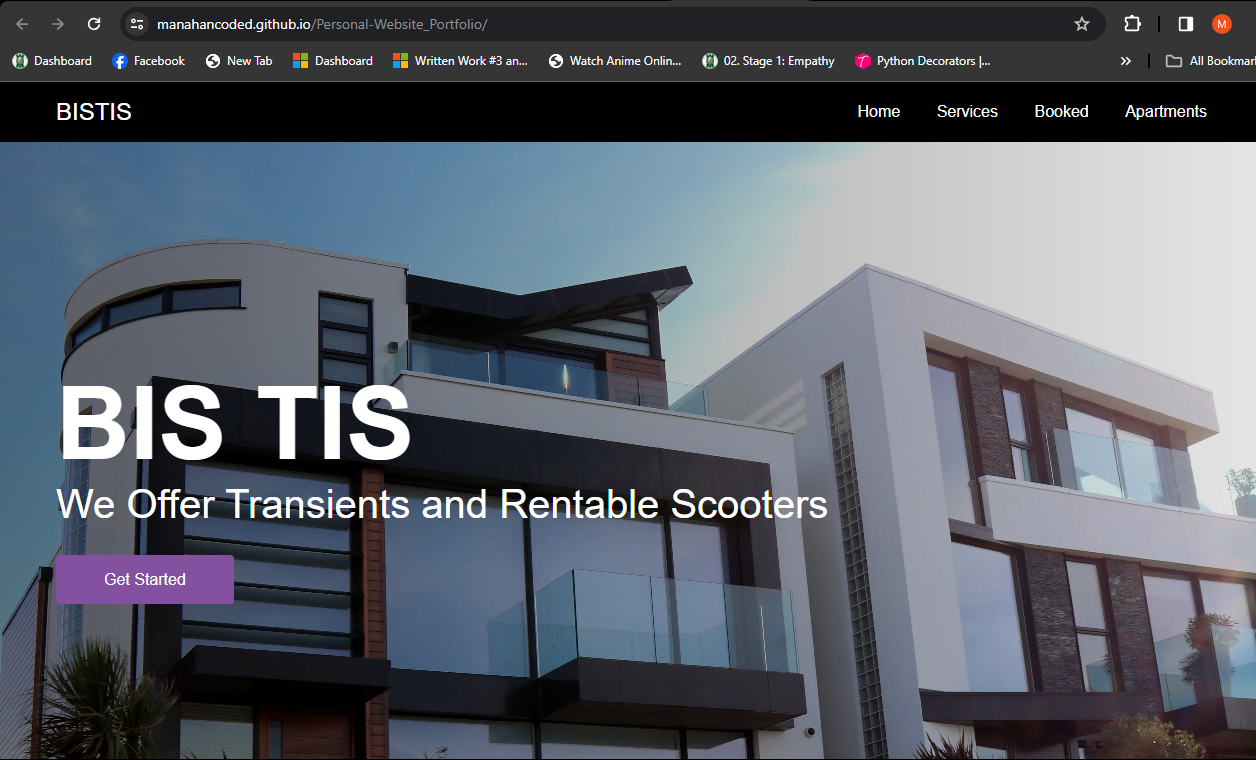 manahancoded.github.io/Personal-Website_Portfolio/
M
Dashboard Facebook New Tab Dashboard Written Work #3 an... Watch Anime Onlin... 02. Stage 1: Empathy Python Decorators |... » All Bookmar
BISTIS Home Services Booked Apartments
BIS TIS
We Offer Transients and Rentable Scooters
Get Started